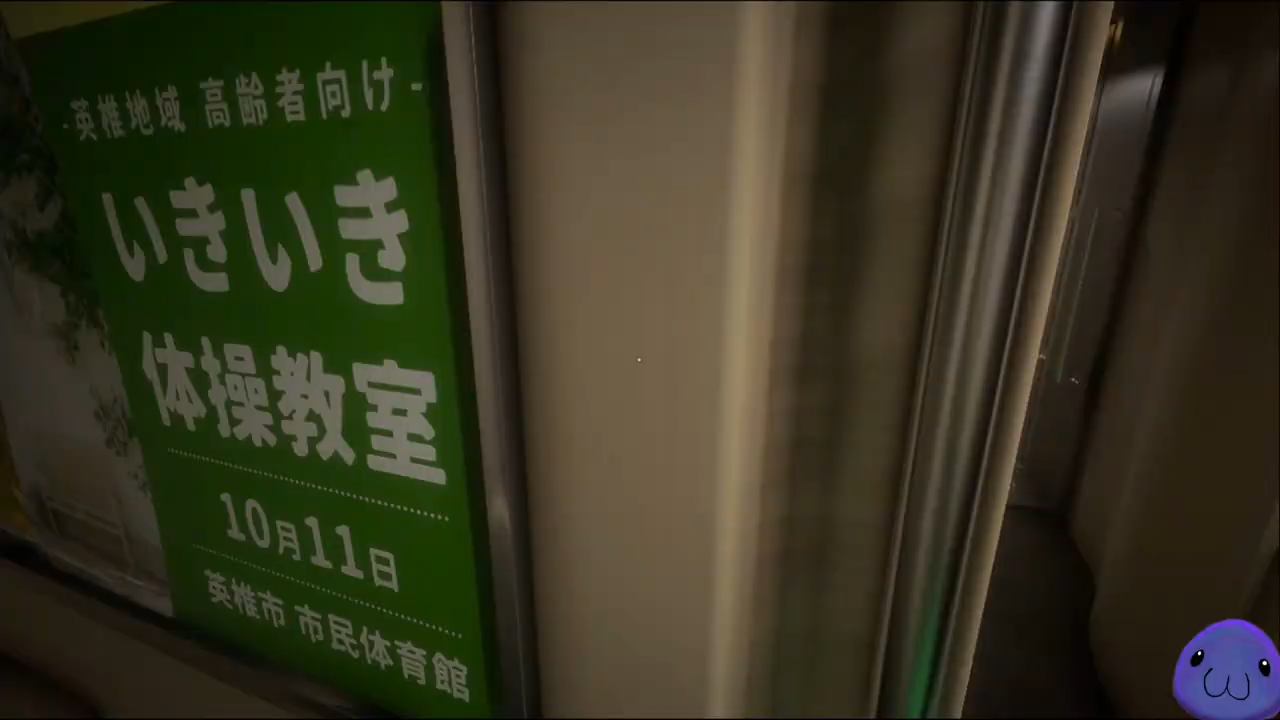 -英椎地域 高齢者向け-
いきいき
体操教室
10月11日
英椎市 市民体育館